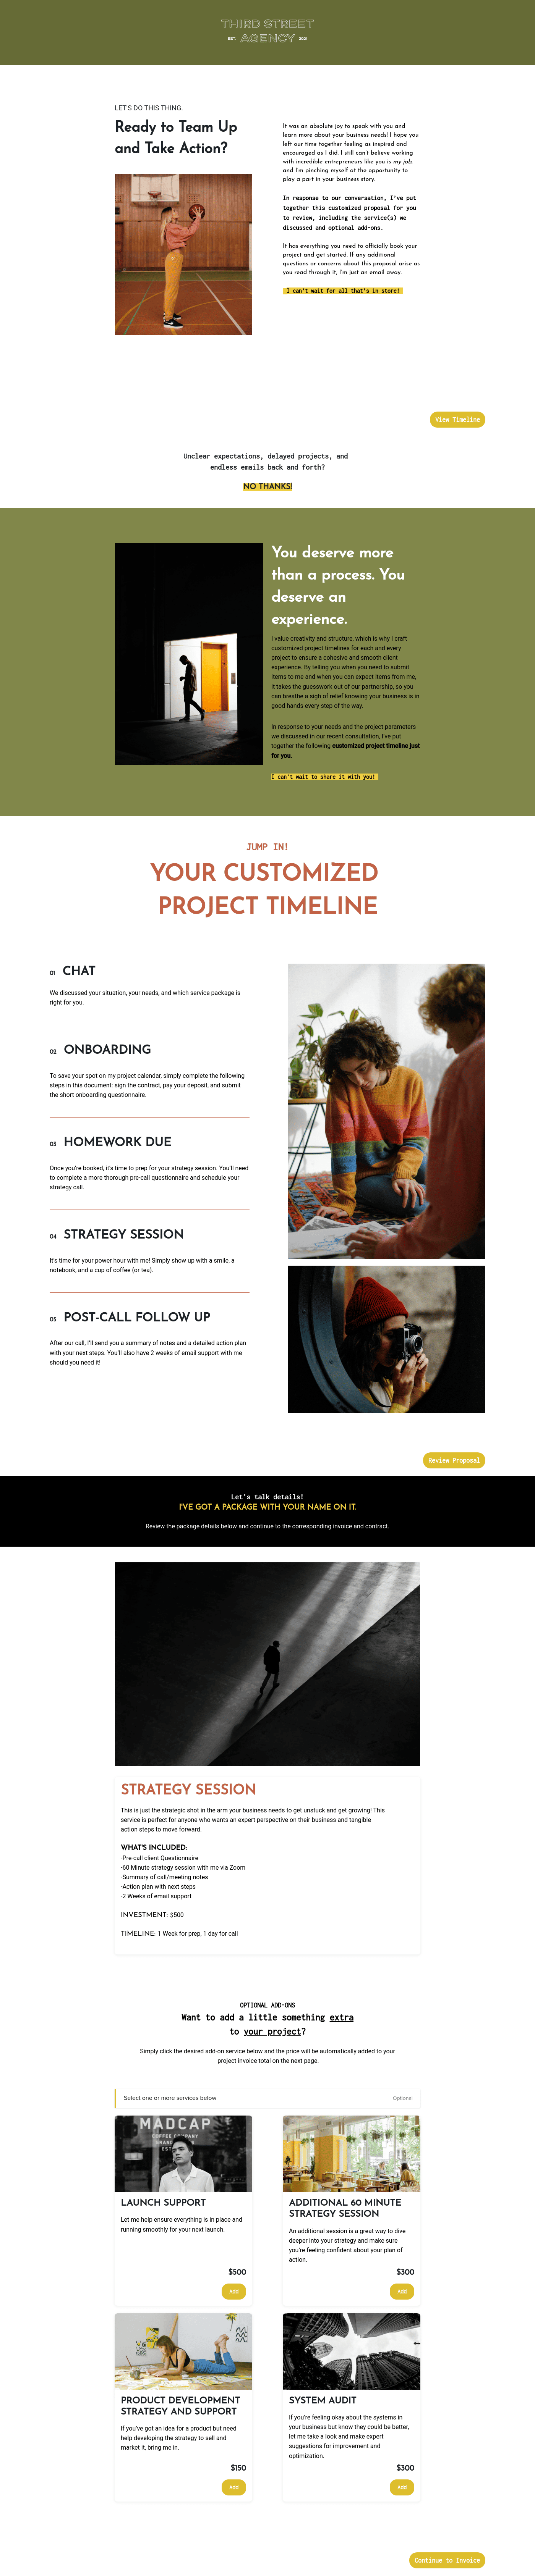 THIRD STREET
EST. AGENCY 2021
LET'S DO THIS THING.
Ready to Team Up
and Take Action?
It was an absolute joy to speak with you and
learn more about your business needs! I hope you
left our time together feeling as inspired and
encouraged as I did. I still can't believe working
with incredible entrepreneurs like you is my job,
and I'm pinching myself at the opportunity to
play a part in your business story.
In response to our conversation, I've put
together this customized proposal for you
to review, including the service(s) we
discussed and optional add-ons.
It has everything you need to officially book your
project and get started. If any additional
questions or concerns about this proposal arise as
you read through it, I'm just an email away.
I can't wait for all that's in store!
View Timeline
Unclear expectations, delayed projects, and
endless emails back and forth?
NO THANKS!
You deserve more
than a process. You
deserve an
experience.
I value creativity and structure, which is why I craft
customized project timelines for each and every
project to ensure a cohesive and smooth client
experience. By telling you when you need to submit
items to me and when you can expect items from me,
it takes the guesswork out of our partnership, so you
can breathe a sigh of relief knowing your business is in
good hands every step of the way.
In response to your needs and the project parameters
we discussed in our recent consultation, I've put
together the following customized project timeline just
for you.
I can't wait to share it with you!
JUMP IN!
YOUR CUSTOMIZED
PROJECT TIMELINE
01 CHAT
We discussed your situation, your needs, and which service package is
right for you.
02 ONBOARDING
To save your spot on my project calendar, simply complete the following
steps in this document: sign the contract, pay your deposit, and submit
the short onboarding questionnaire.
03 HOMEWORK DUE
Once you're booked, it's time to prep for your strategy session. You'll need
to complete a more thorough pre-call questionnaire and schedule your
strategy call.
04 STRATEGY SESSION
It's time for your power hour with me! Simply show up with a smile, a
notebook, and a cup of coffee (or tea).
05 POST-CALL FOLLOW UP
After our call, I'll send you a summary of notes and a detailed action plan
with your next steps. You'll also have 2 weeks of email support with me
should you need it!
Review Proposal
Let's talk details!
I'VE GOT A PACKAGE WITH YOUR NAME ON IT.
Review the package details below and continue to the corresponding invoice and contract.
STRATEGY SESSION
This is just the strategic shot in the arm your business needs to get unstuck and get growing! This
service is perfect for anyone who wants an expert perspective on their business and tangible
action steps to move forward.
WHAT'S INCLUDED:
-Pre-call client Questionnaire
-60 Minute strategy session with me via Zoom
-Summary of call/meeting notes
-Action plan with next steps
-2 Weeks of email support
INVESTMENT: $500
TIMELINE: 1 Week for prep, 1 day for call
OPTIONAL ADD-ONS
Want to add a little something extra
to your project?
Simply click the desired add-on service below and the price will be automatically added to your
project invoice total on the next page.
Select one or more services below Optional
MADCAP
LAUNCH SUPPORT
Let me help ensure everything is in place and
running smoothly for your next launch.
$500
Add
ADDITIONAL 60 MINUTE
STRATEGY SESSION
An additional session is a great way to dive
deeper into your strategy and make sure
you're feeling confident about your plan of
action.
$300
Add
PRODUCT DEVELOPMENT
STRATEGY AND SUPPORT
If you've got an idea for a product but need
help developing the strategy to sell and
market it, bring me in.
$150
Add
SYSTEM AUDIT
If you're feeling okay about the systems in
your business but know they could be better,
let me take a look and make expert
suggestions for improvement and
optimization.
$300
Add
Continue to Invoice